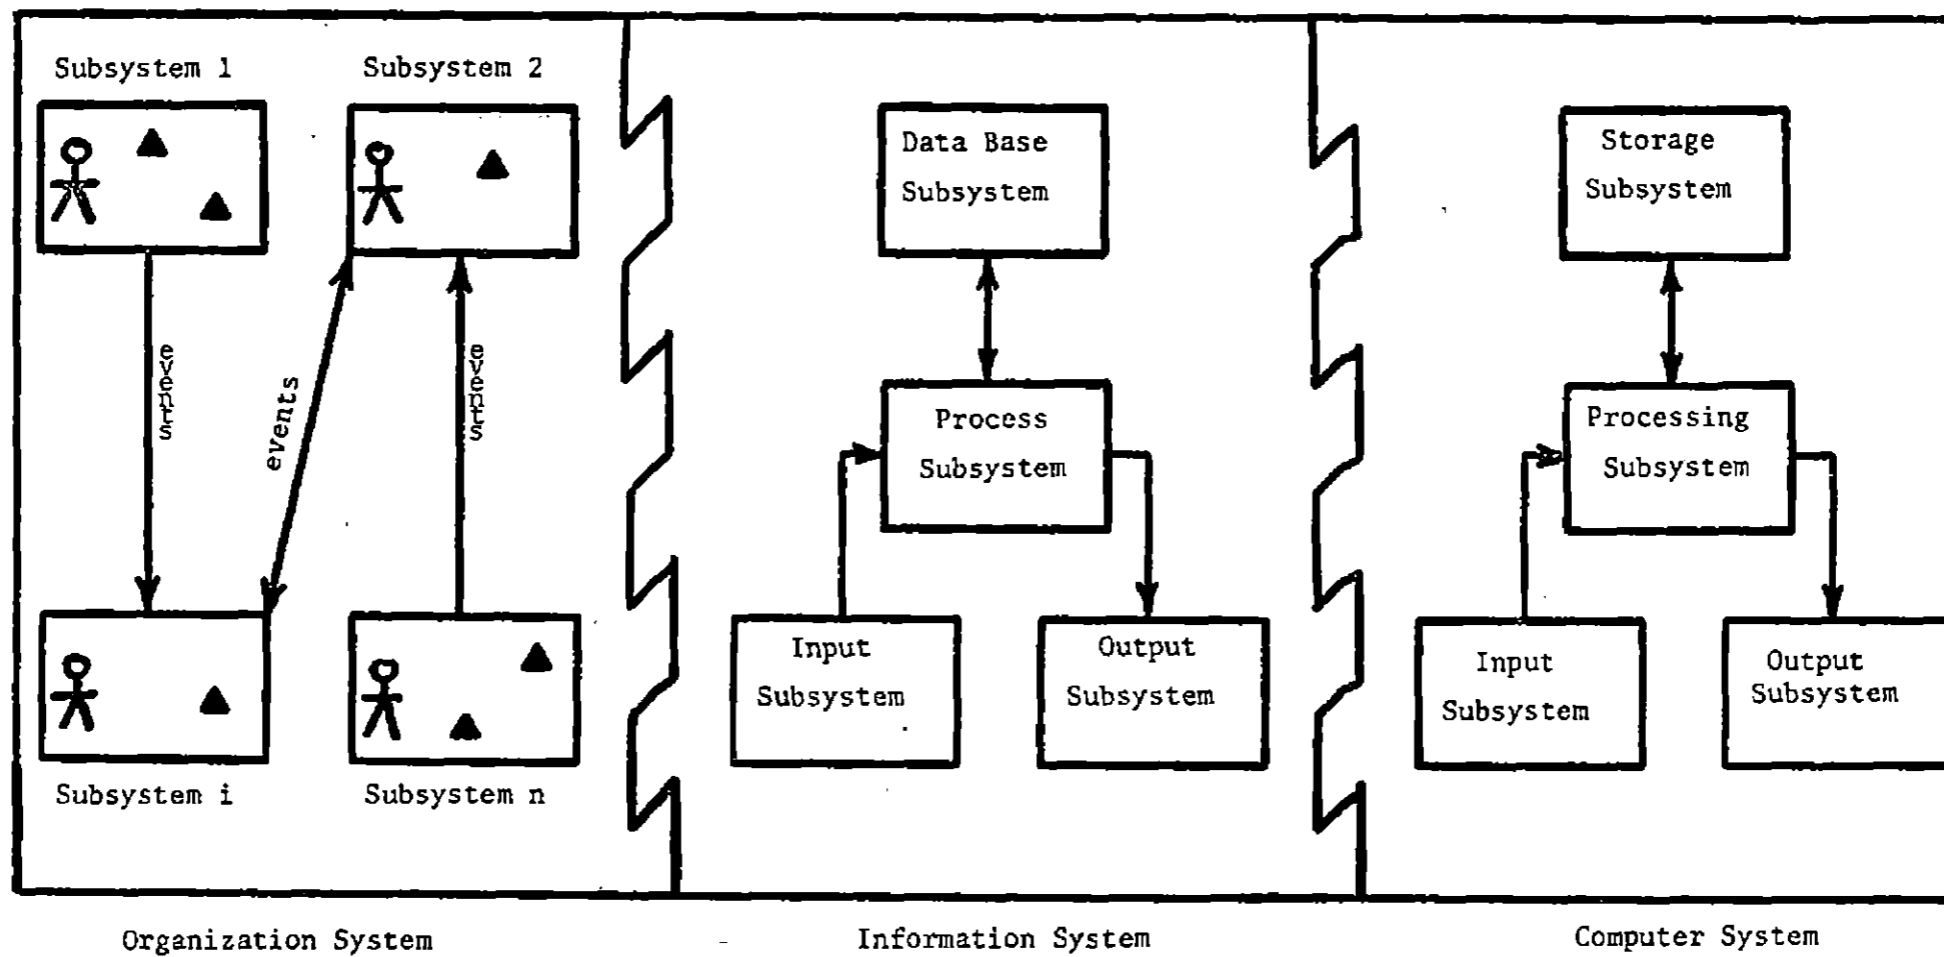 Subsystem 1
Subsystem 2
events
events
events
Subsystem i
Subsystem n
Data Base
Subsystem
Process
Subsystem
Input
Subsystem
Output
Subsystem
Storage
Subsystem
Processing
Subsystem
Input
Subsystem
Output
Subsystem
Organization System
Information System
Computer System